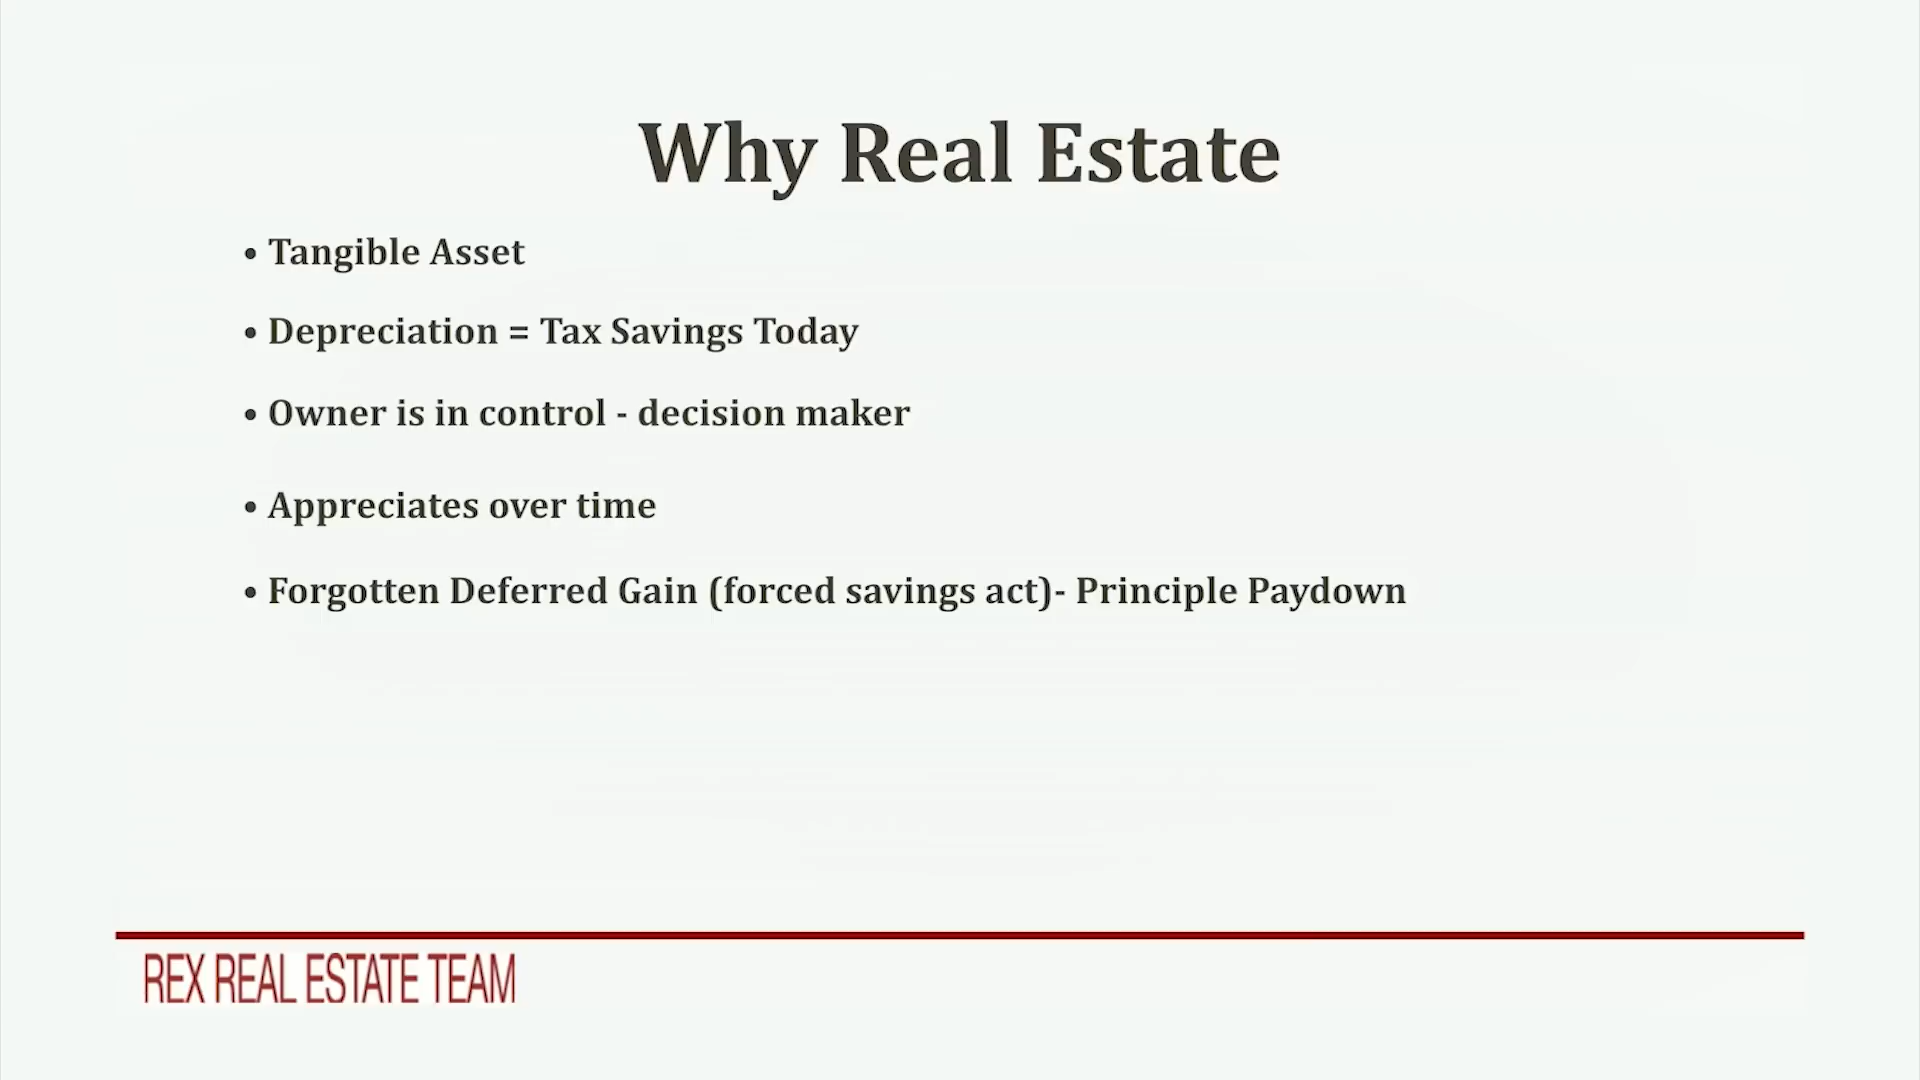 Why Real Estate
• Tangible Asset
• Depreciation = Tax Savings Today
• Owner is in control - decision maker
• Appreciates over time
• Forgotten Deferred Gain (forced savings act)- Principle Paydown
REX REAL ESTATE TEAM